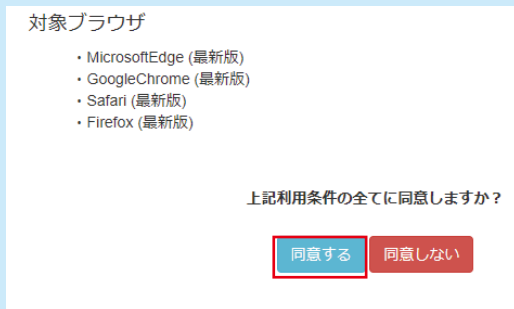 対象ブラウザ
・MicrosoftEdge (最新版)
・GoogleChrome (最新版)
・Safari (最新版)
・Firefox (最新版)
上記利用条件の全てに同意しますか？
同意する 同意しない